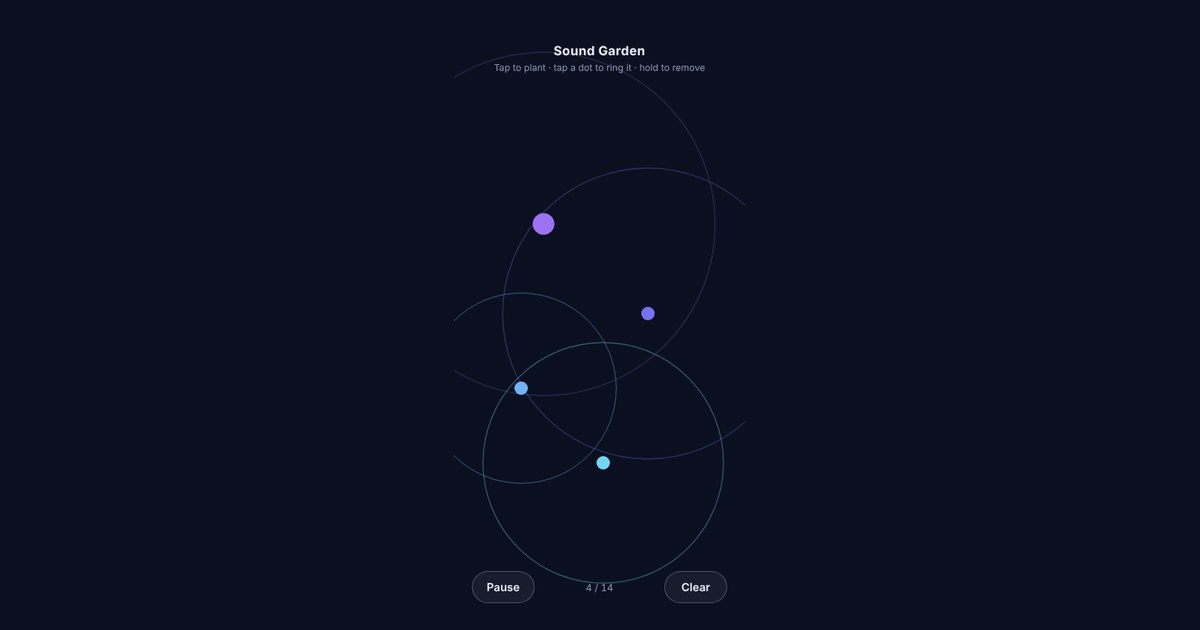 Sound Garden
Tap to plant · tap a dot to ring it · hold to remove
Pause
4 / 14
Clear